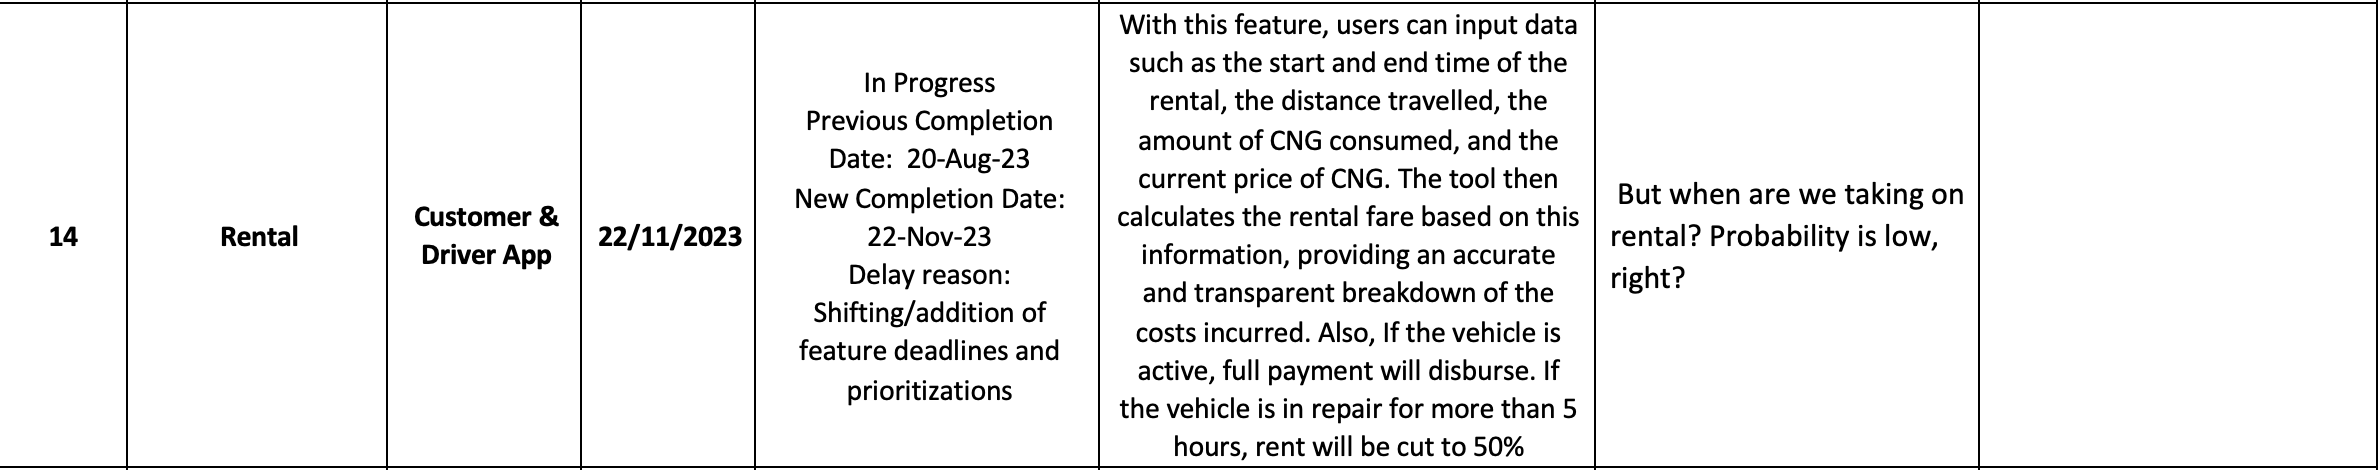 14
Rental
Customer &
Driver App
22/11/2023
In Progress
Previous Completion
Date:  20-Aug-23
New Completion Date:
22-Nov-23
Delay reason:
Shifting/addition of
feature deadlines and
prioritizations
With this feature, users can input data
such as the start and end time of the
rental, the distance travelled, the
amount of CNG consumed, and the
current price of CNG. The tool then
calculates the rental fare based on this
information, providing an accurate
and transparent breakdown of the
costs incurred. Also, If the vehicle is
active, full payment will disburse. If
the vehicle is in repair for more than 5
hours, rent will be cut to 50%
But when are we taking on
rental? Probability is low,
right?